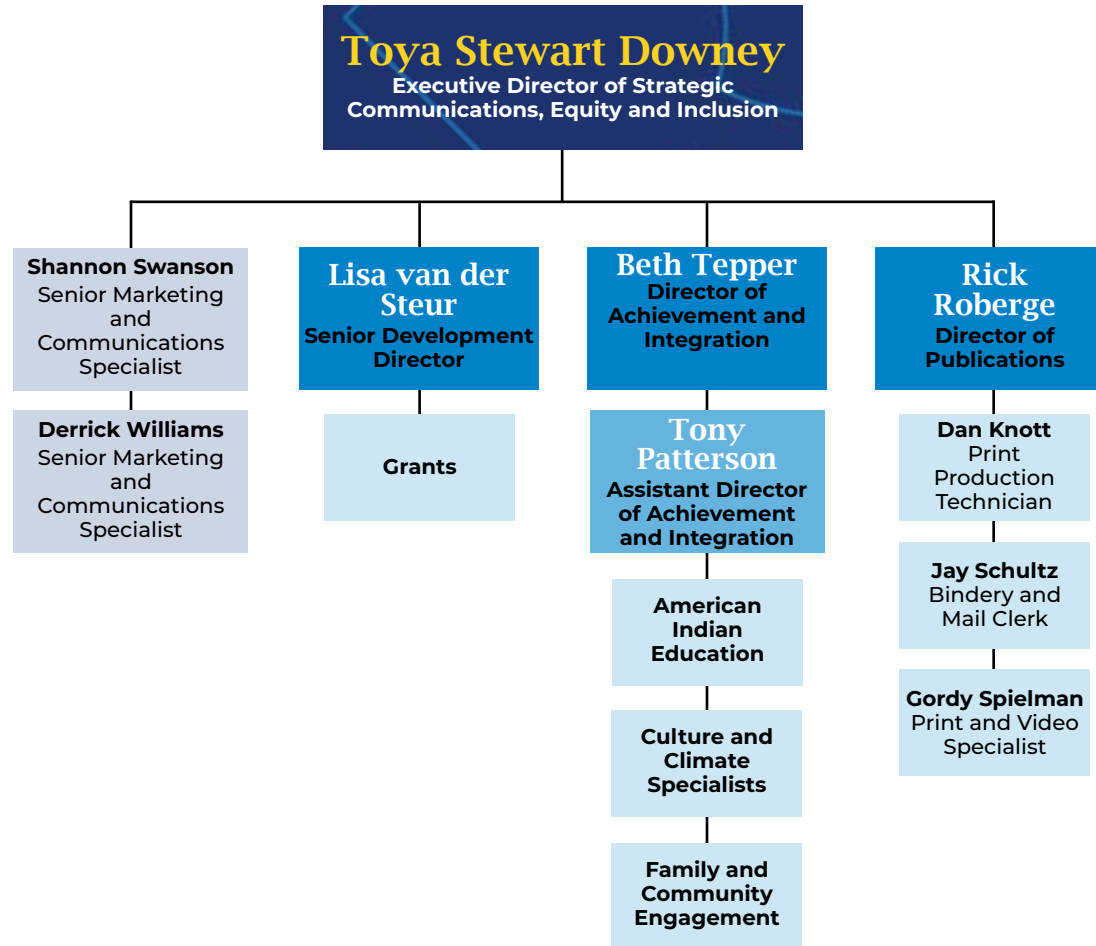 Toya Stewart Downey
Executive Director of Strategic
Communications, Equity and Inclusion
Shannon Swanson
Senior Marketing
and
Communications
Specialist
Derrick Williams
Senior Marketing
and
Communications
Specialist
Lisa van der
Steur
Senior Development
Director
Grants
Beth Tepper
Director of
Achievement and
Integration
Tony
Patterson
Assistant Director
of Achievement
and Integration
American
Indian
Education
Culture and
Climate
Specialists
Family and
Community
Engagement
Rick
Roberge
Director of
Publications
Dan Knott
Print
Production
Technician
Jay Schultz
Bindery and
Mail Clerk
Gordy Spielman
Print and Video
Specialist